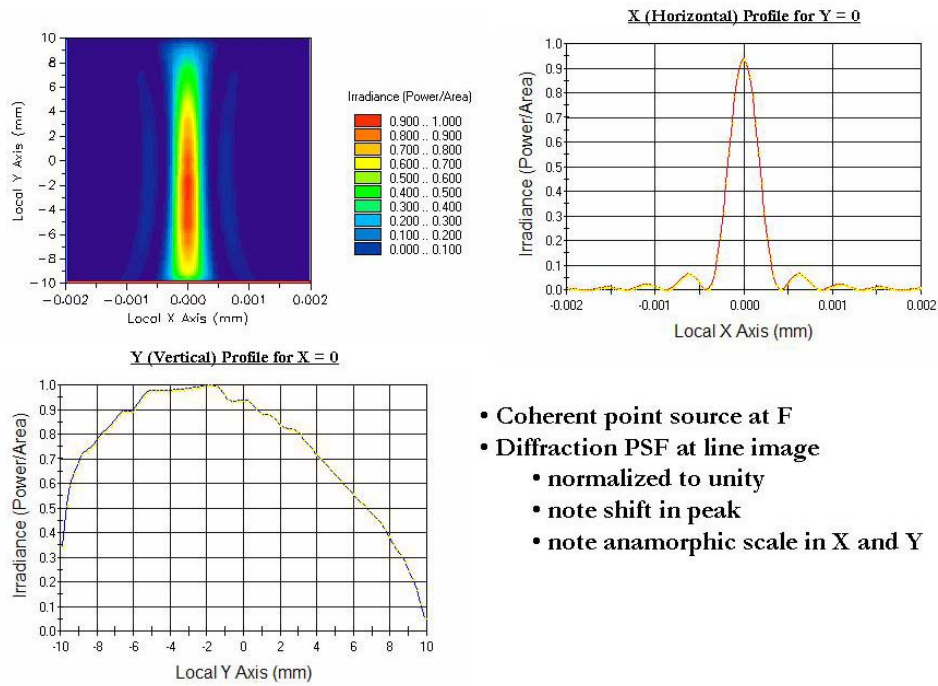 10
8
6
4
2
0
-2
-4
-6
-8
-10
Local Y Axis (mm)
-0.002
-0.001
0.000
0.001
0.002
Local X Axis (mm)
Irradiance (Power/Area)
0.900 .. 1.000
0.800 .. 0.900
0.700 .. 0.800
0.600 .. 0.700
0.500 .. 0.600
0.400 .. 0.500
0.300 .. 0.400
0.200 .. 0.300
0.100 .. 0.200
0.000 .. 0.100
X (Horizontal) Profile for Y = 0
1.0
0.9
0.8
0.7
0.6
0.5
0.4
0.3
0.2
0.1
0.0
Irradiance (Power/Area)
-0.002
-0.001
0.000
0.001
0.002
Local X Axis (mm)
Y (Vertical) Profile for X = 0
1.0
0.9
0.8
0.7
0.6
0.5
0.4
0.3
0.2
0.1
0.0
Irradiance (Power/Area)
-10
-8
-6
-4
-2
0
2
4
6
8
10
Local Y Axis (mm)
• Coherent point source at F
• Diffraction PSF at line image
• normalized to unity
• note shift in peak
• note anamorphic scale in X and Y